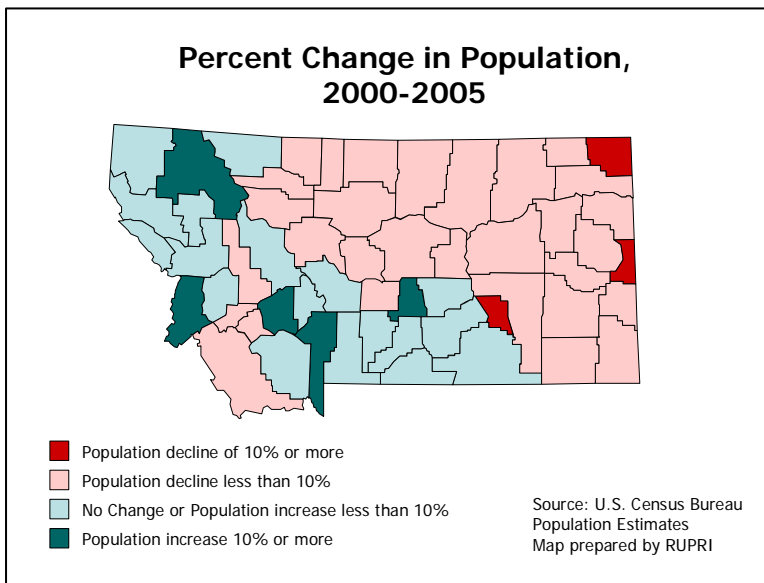 Percent Change in Population,
2000-2005
Population decline of 10% or more
Population decline less than 10%
No Change or Population increase less than 10%
Population increase 10% or more
Source: U.S. Census Bureau
Population Estimates
Map prepared by RUPRI